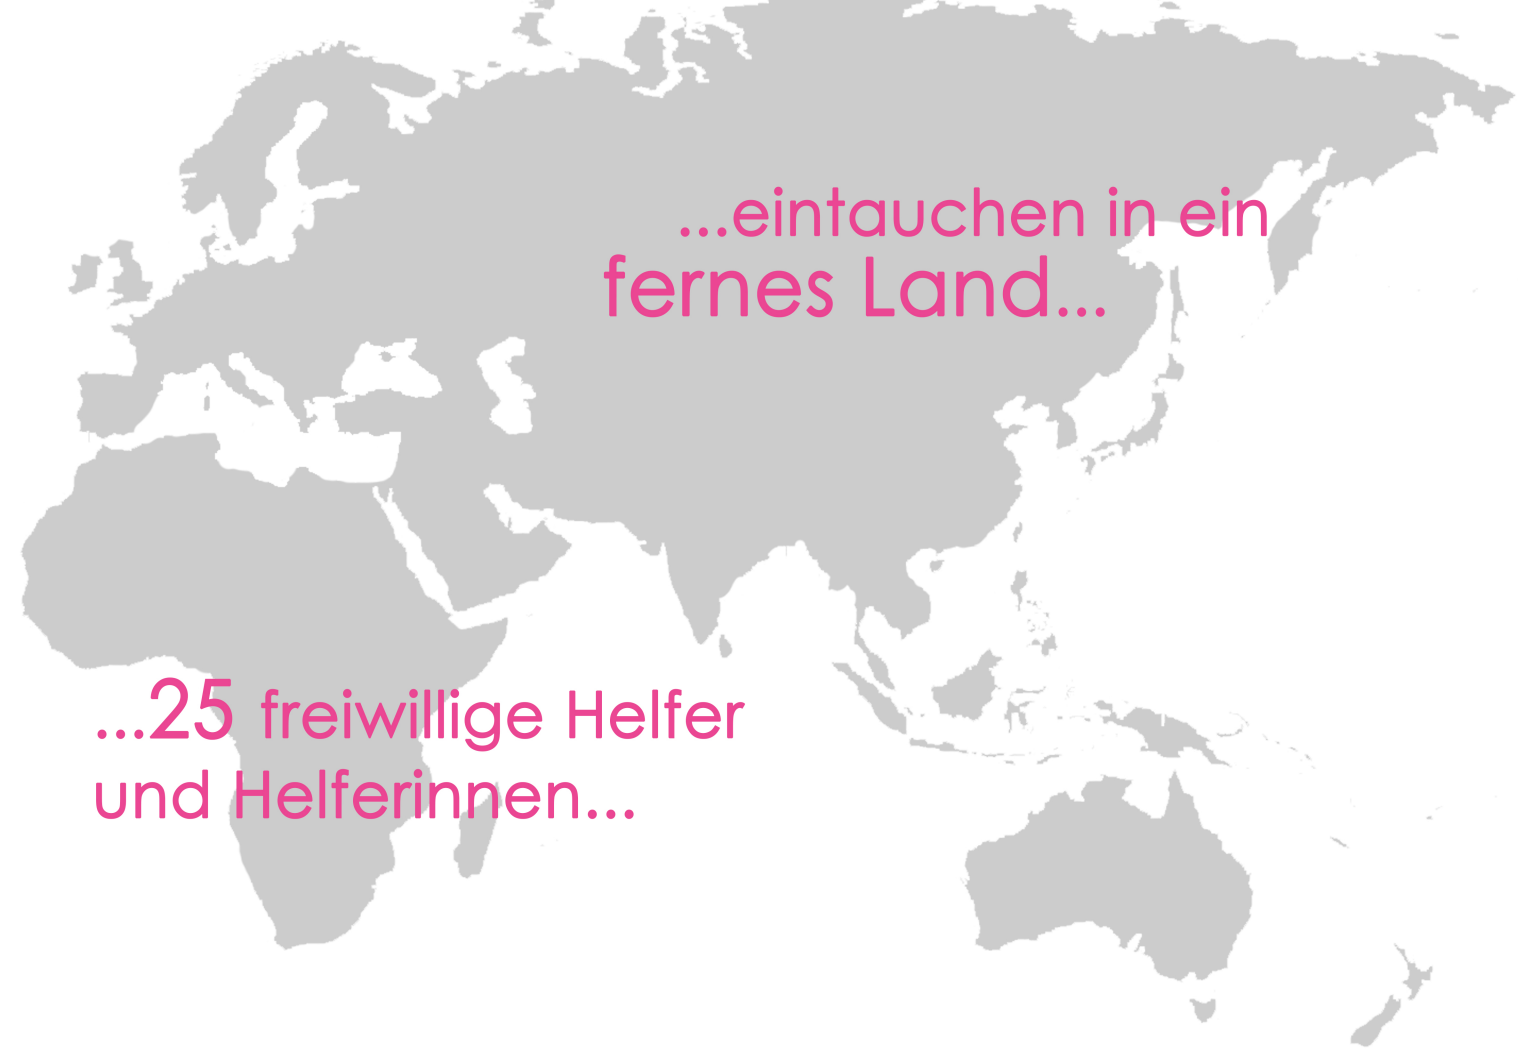 ...eintauchen in ein
fernes Land...
...25 freiwillige Helfer
und Helferinnen...